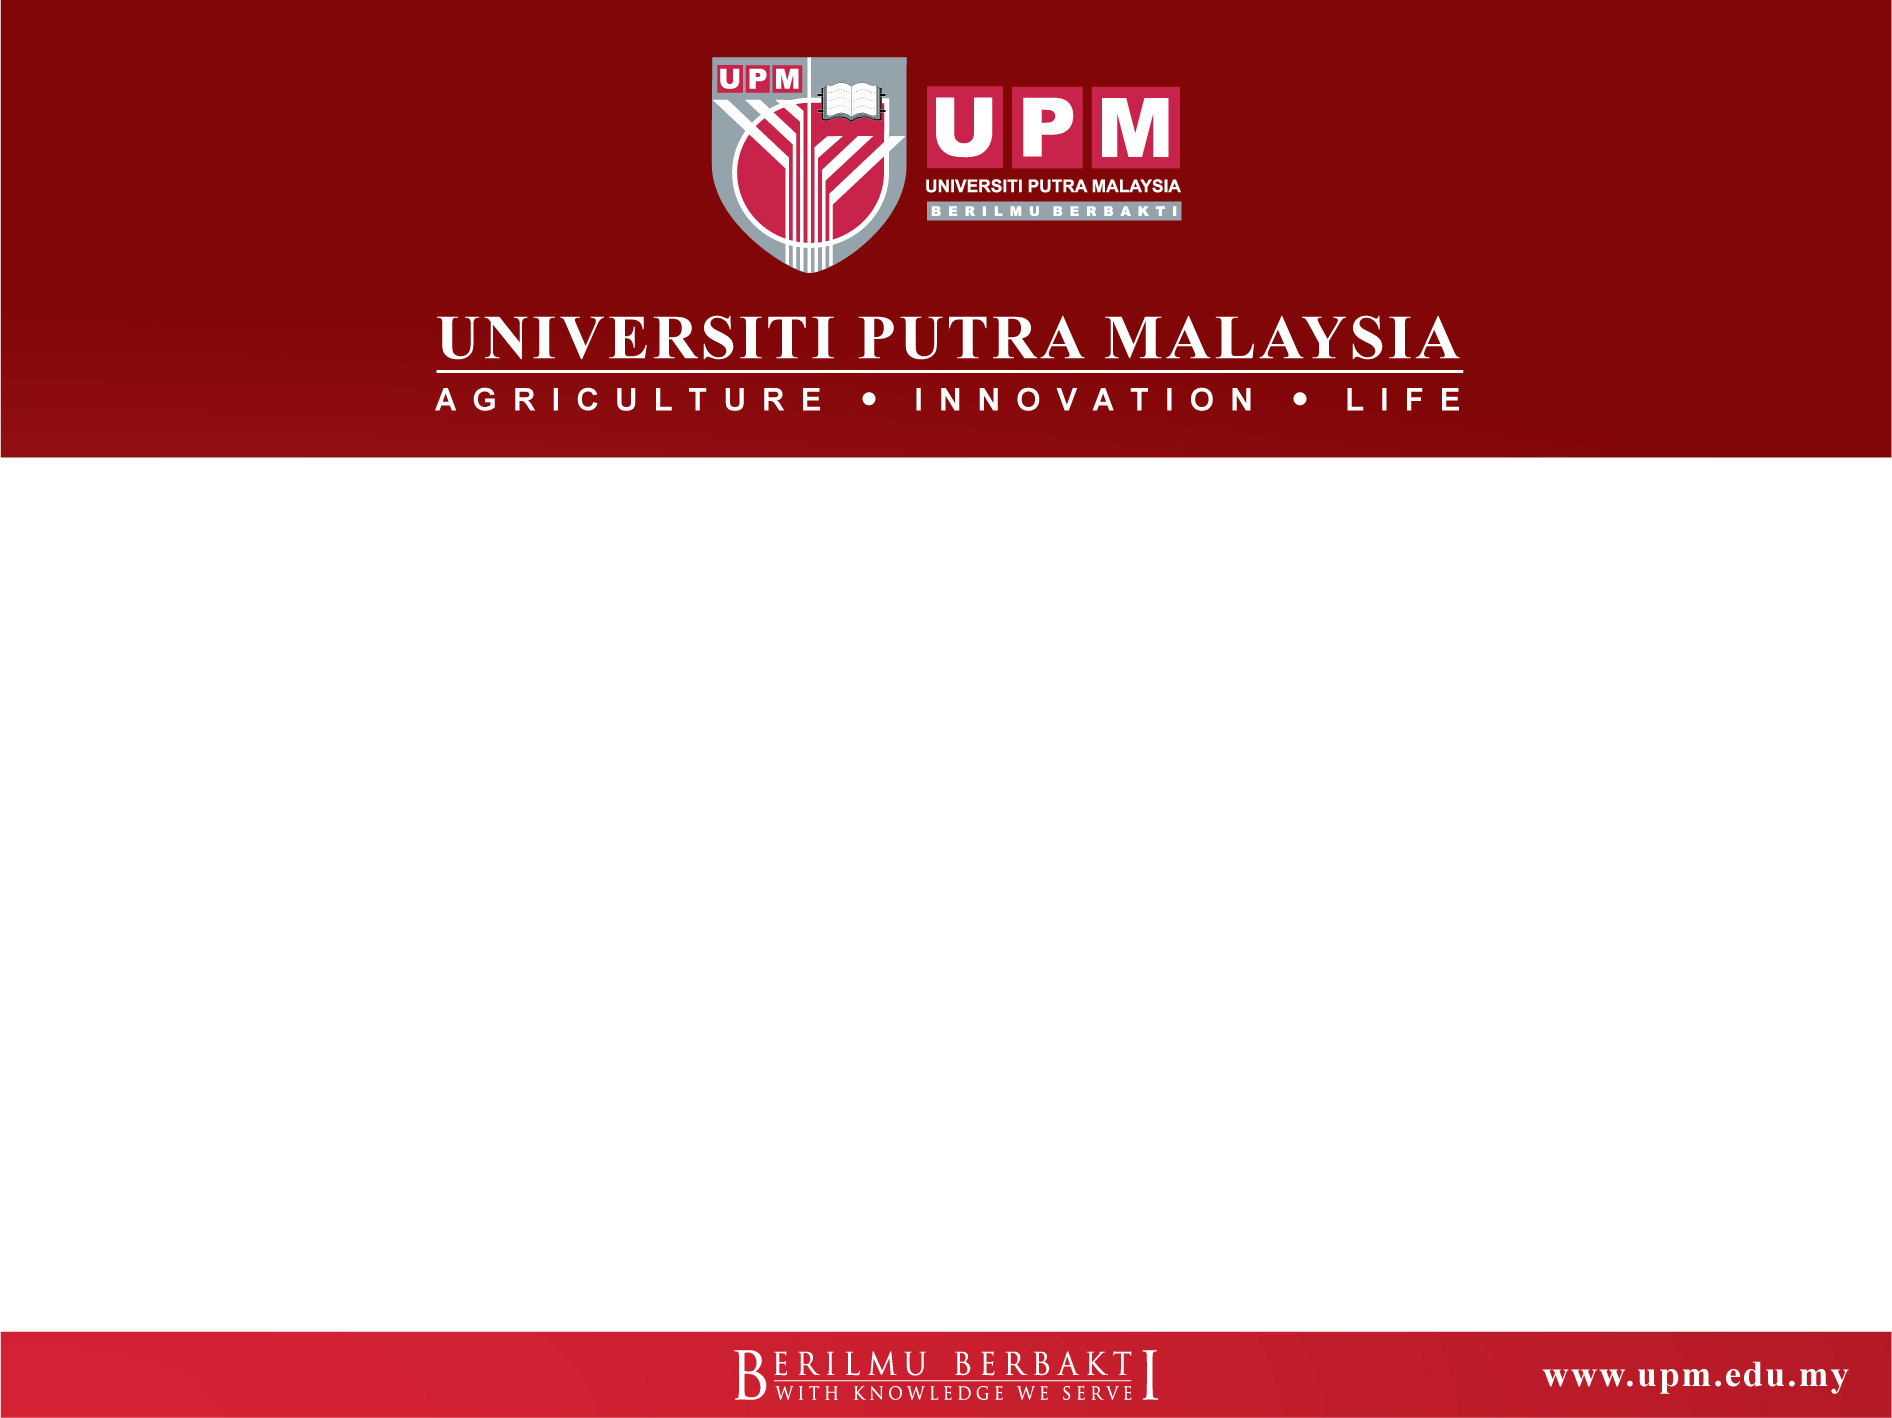 UPM
UPM
UNIVERSITI PUTRA MALAYSIA
BERILMU BERBAKTI
UNIVERSITI PUTRA MALAYSIA
AGRICULTURE • INNOVATION • LIFE
BERILMU BERBAKTI
WITH KNOWLEDGE WE SERVE
www.upm.edu.my